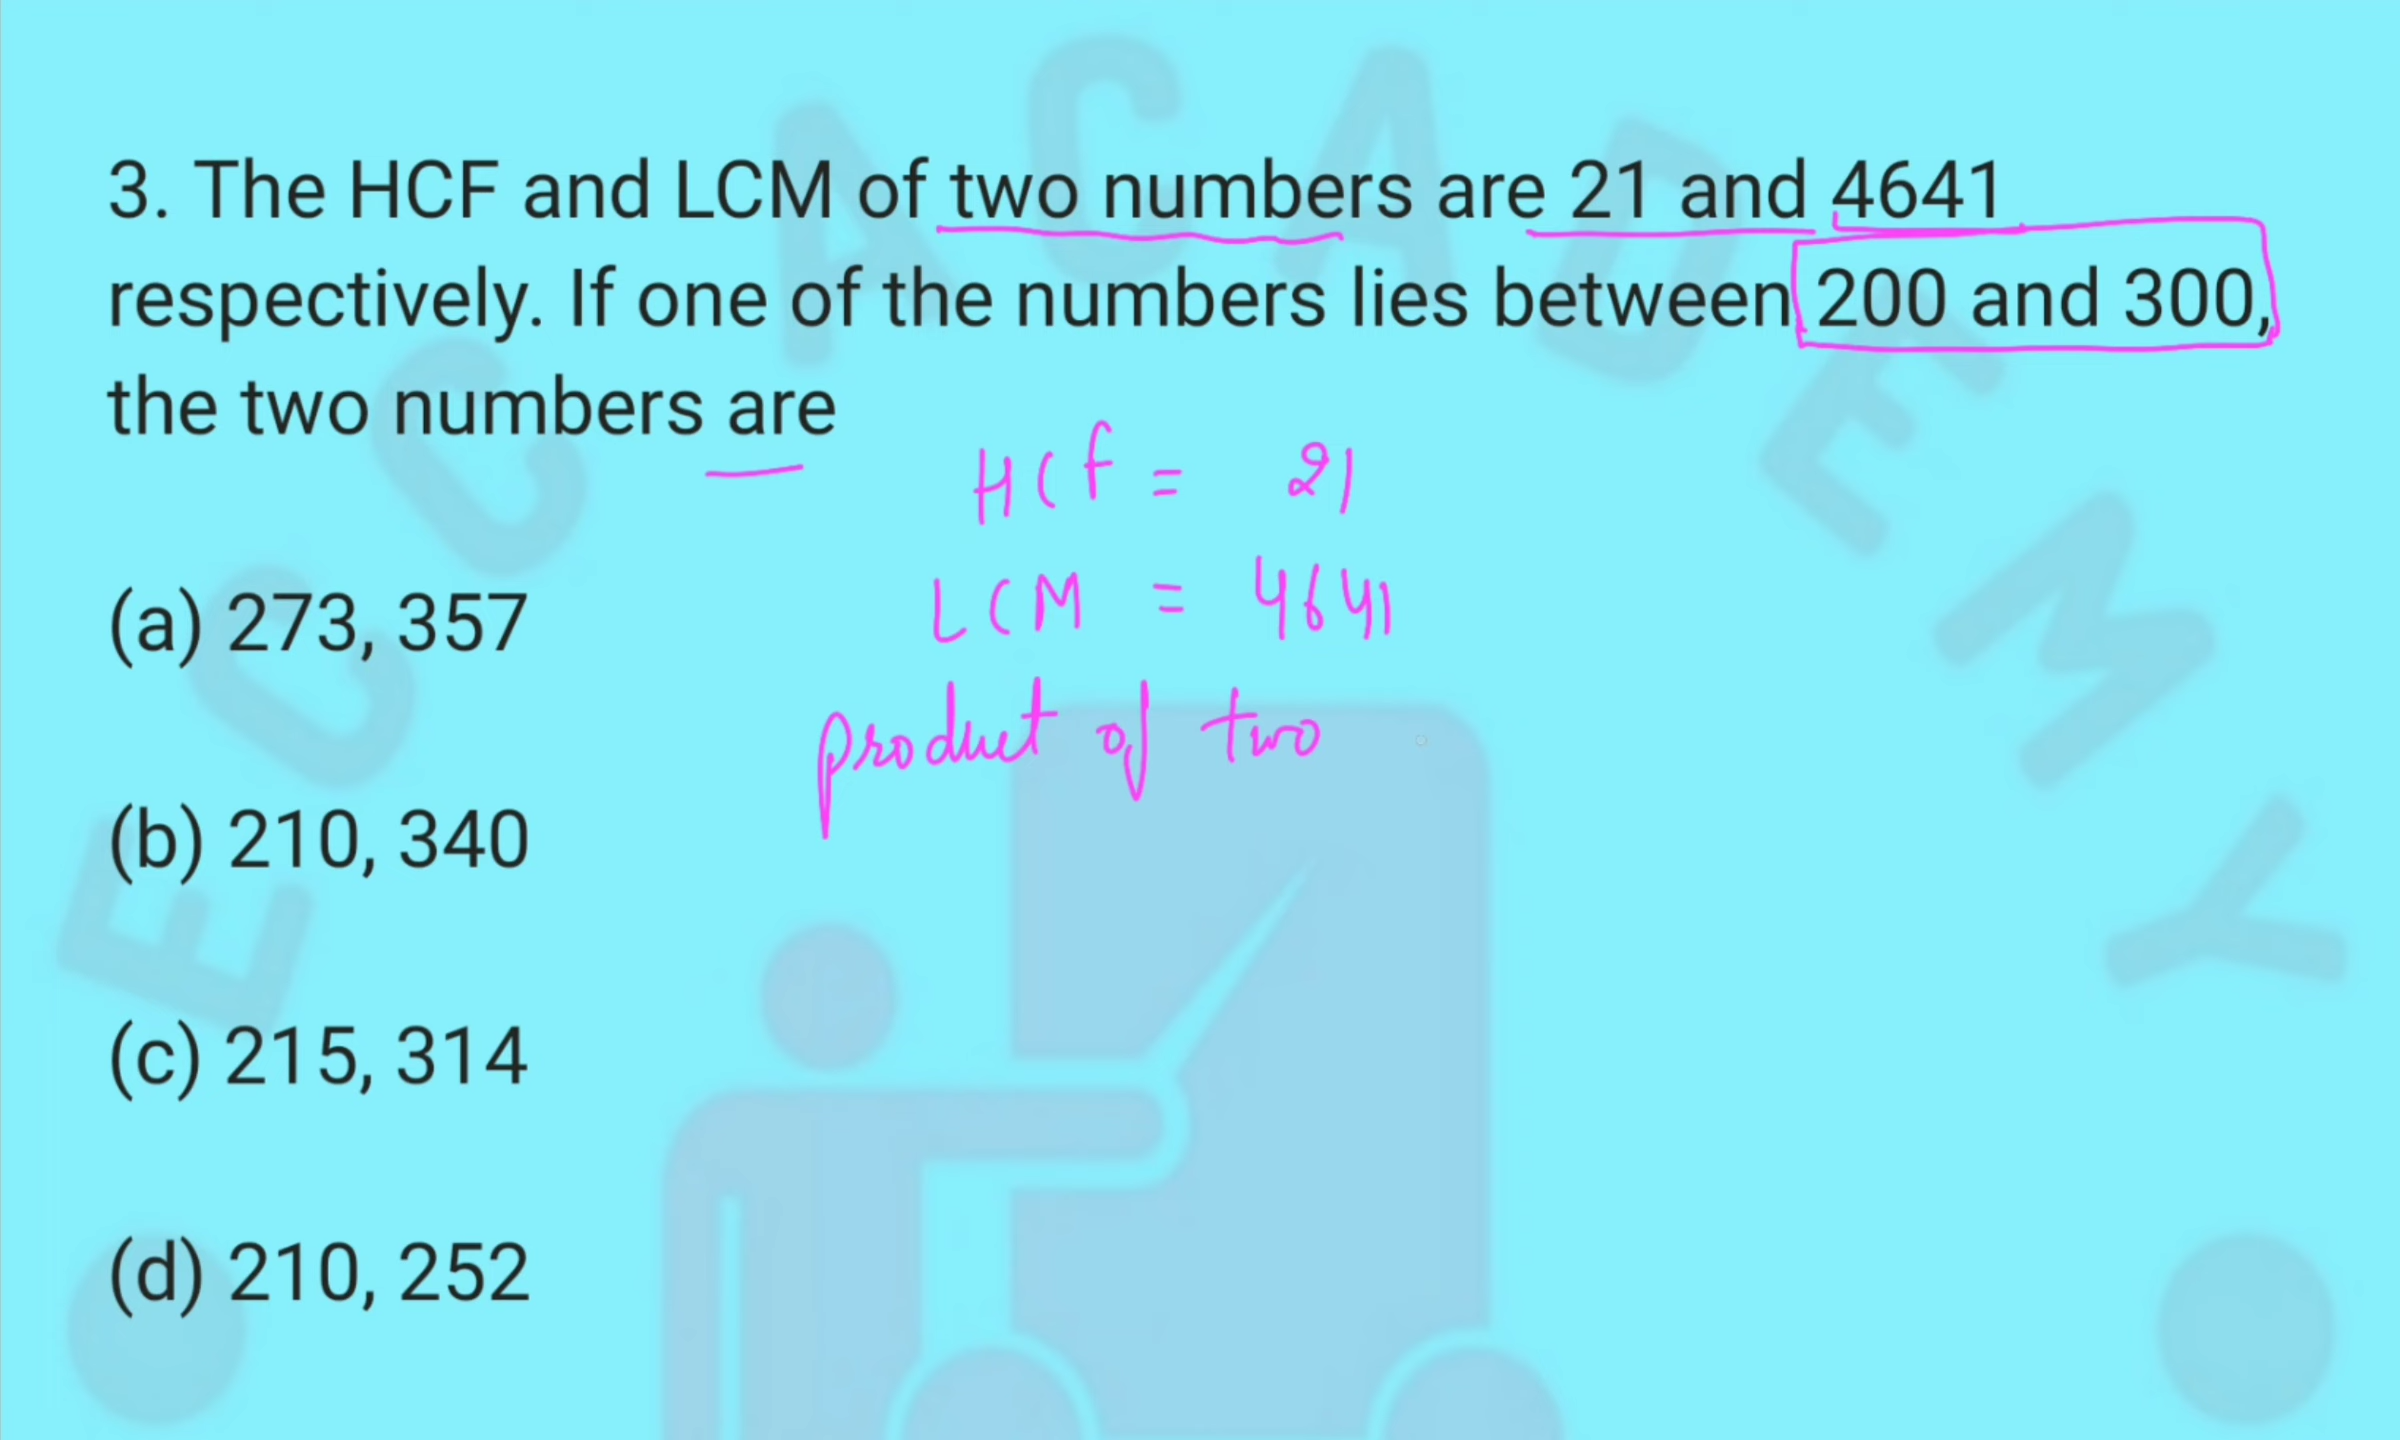 3. The HCF and LCM of two numbers are 21 and 4641
respectively. If one of the numbers lies between 200 and 300,
the two numbers are
HCF = 21
LCM = 4641
product of two
(a) 273, 357
(b) 210, 340
(c) 215, 314
(d) 210, 252
ECCC ACADEMY